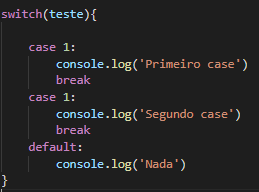 switch(teste){
case 1:
console.log('Primeiro case')
break
case 1:
console.log('Segundo case')
break
default:
console.log('Nada')
}